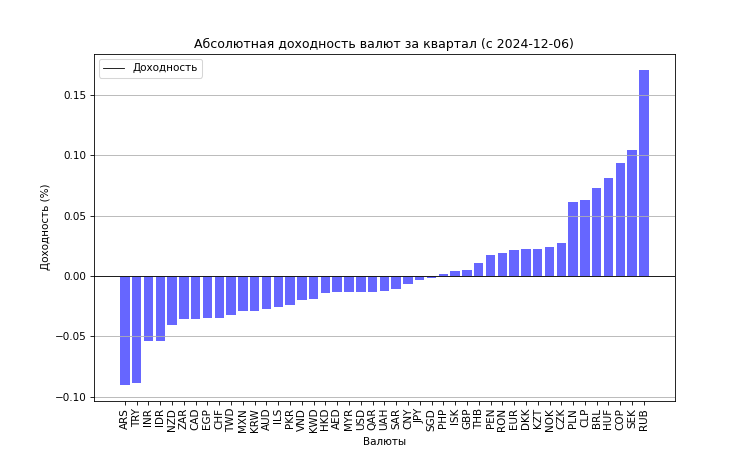 Абсолютная доходность валют за квартал (с 2024-12-06)
Доходность
Доходность (%)
0.15
0.10
0.05
0.00
−0.05
−0.10
ARS TRY INR IDR NZD ZAR CAD EGP CHF TWD MXN KRW AUD ILS PKR VND KWD HKD AED MYR USD QAR UAH SAR CNY JPY SGD PHP ISK GBP THB PEN RON EUR DKK KZT NOK CZK PLN CLP BRL HUF COP SEK RUB
Валюты